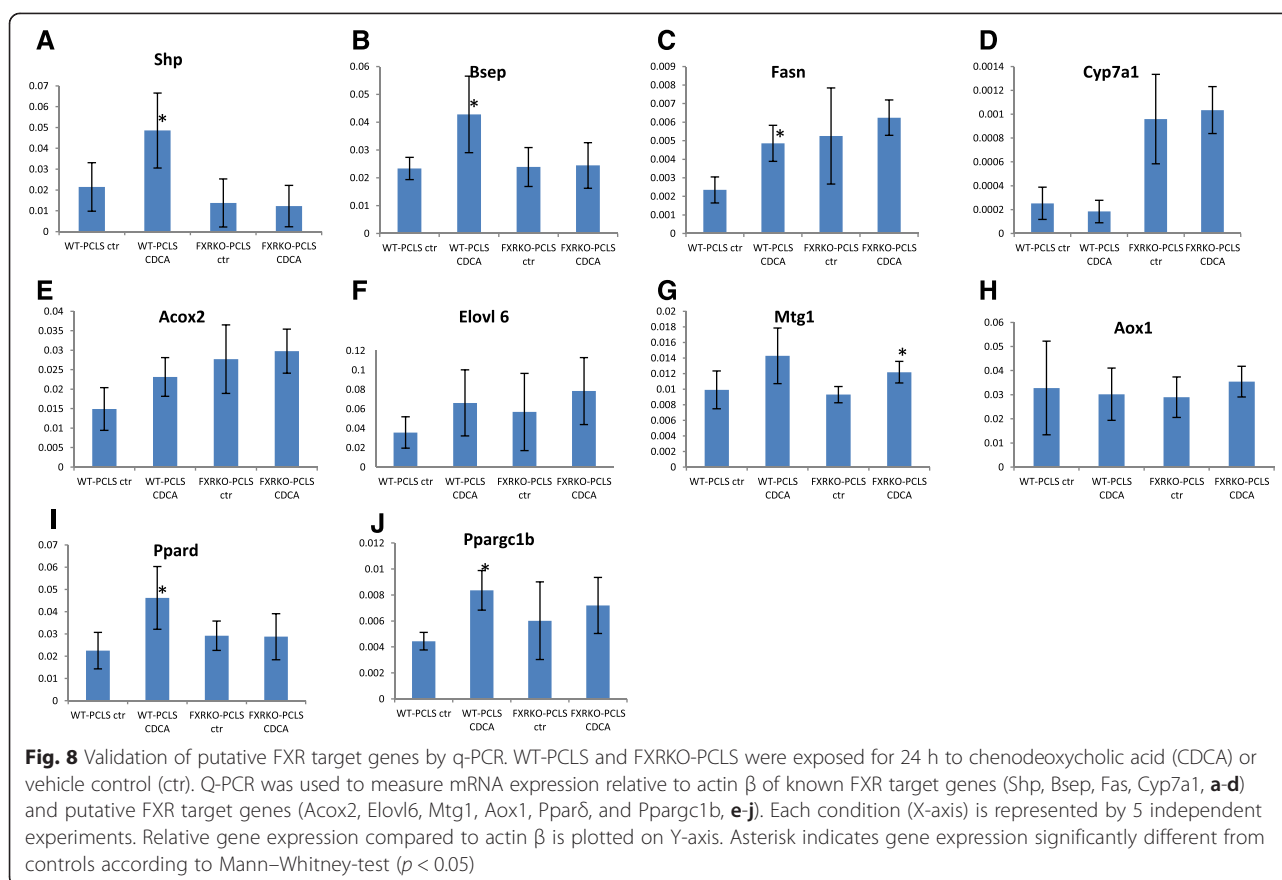 A
Shp
0.07
0.06
0.05
0.04
0.03
0.02
0.01
0
*
WT-PCLS ctr
WT-PCLS CDCA
FXRKO-PCLS ctr
FXRKO-PCLS CDCA
B
Bsep
0.06
0.05
0.04
0.03
0.02
0.01
0
*
WT-PCLS ctr
WT-PCLS CDCA
FXRKO-PCLS ctr
FXRKO-PCLS CDCA
C
Fasn
0.009
0.008
0.007
0.006
0.005
0.004
0.003
0.002
0.001
0
*
WT-PCLS ctr
WT-PCLS CDCA
FXRKO-PCLS ctr
FXRKO-PCLS CDCA
D
Cyp7a1
0.0014
0.0012
0.001
0.0008
0.0006
0.0004
0.0002
0
WT-PCLS ctr
WT-PCLS CDCA
FXRKO-PCLS ctr
FXRKO-PCLS CDCA
E
Acox2
0.04
0.035
0.03
0.025
0.02
0.015
0.01
0.005
0
WT-PCLS ctr
WT-PCLS CDCA
FXRKO-PCLS ctr
FXRKO-PCLS CDCA
F
Elovl 6
0.12
0.10
0.08
0.06
0.04
0.02
0
WT-PCLS ctr
WT-PCLS CDCA
FXRKO-PCLS ctr
FXRKO-PCLS CDCA
G
Mtg1
0.02
0.018
0.016
0.014
0.012
0.01
0.008
0.006
0.004
0.002
0
*
WT-PCLS ctr
WT-PCLS CDCA
FXRKO-PCLS ctr
FXRKO-PCLS CDCA
H
Aox1
0.06
0.05
0.04
0.03
0.02
0.01
0
WT-PCLS ctr
WT-PCLS CDCA
FXRKO-PCLS ctr
FXRKO-PCLS CDCA
I
Ppard
0.07
0.06
0.05
0.04
0.03
0.02
0.01
0
*
WT-PCLS ctr
WT-PCLS CDCA
FXRKO-PCLS ctr
FXRKO-PCLS CDCA
J
Ppargc1b
0.012
0.01
0.008
0.006
0.004
0.002
0
*
WT-PCLS ctr
WT-PCLS CDCA
FXRKO-PCLS ctr
FXRKO-PCLS CDCA
Fig. 8 Validation of putative FXR target genes by q-PCR. WT-PCLS and FXRKO-PCLS were exposed for 24 h to chenodeoxycholic acid (CDCA) or
vehicle control (ctr). Q-PCR was used to measure mRNA expression relative to actin β of known FXR target genes (Shp, Bsep, Fas, Cyp7a1, a-d)
and putative FXR target genes (Acox2, Elovl6, Mtg1, Aox1, Pparδ, and Ppargc1b, e-j). Each condition (X-axis) is represented by 5 independent
experiments. Relative gene expression compared to actin β is plotted on Y-axis. Asterisk indicates gene expression significantly different from
controls according to Mann–Whitney-test (p < 0.05)